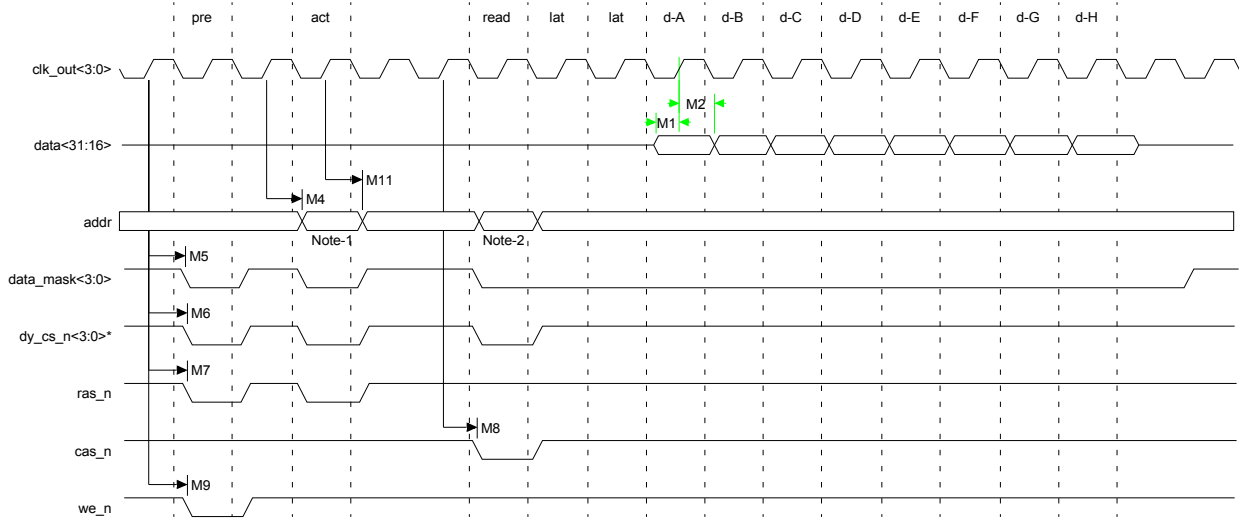 pre act read lat lat d-A d-B d-C d-D d-E d-F d-G d-H
clk_out<3:0>
M2
M1
data<31:16>
M11
M4
addr
Note-1 Note-2
M5
data_mask<3:0>
M6
dy_cs_n<3:0>*
M7
ras_n
M8
cas_n
M9
we_n